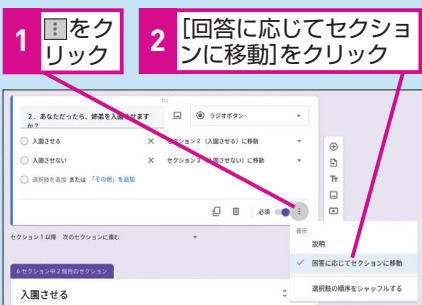 1 をク
リック
2 [回答に応じてセクショ
ンに移動]をクリック
2. あなただったら、姉弟を入園させます
か?
ラジオボタン
入園させる
セクション2（入園させる）に移動
入園させない
セクション3（入園させない）に移動
選択肢を追加 または 「その他」を追加
必須
セクション1以降 次のセクションに進む
表示
説明
回答に応じてセクションに移動
選択肢の順序をシャッフルする
6セクション中2個目のセクション
入園させる
Tт